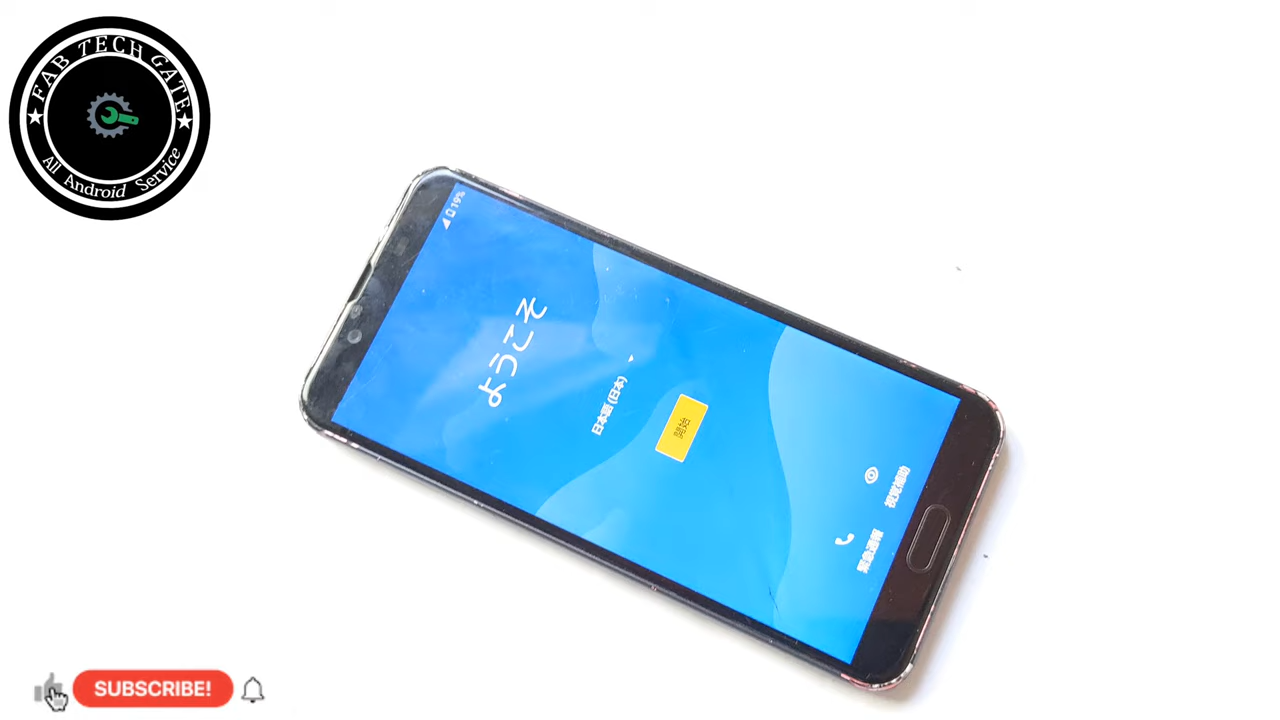 FAB TECH GATE
All Android Service
19%
ようこそ
日本語 (日本)
開始
視覚補助
緊急通報
SUBSCRIBE!